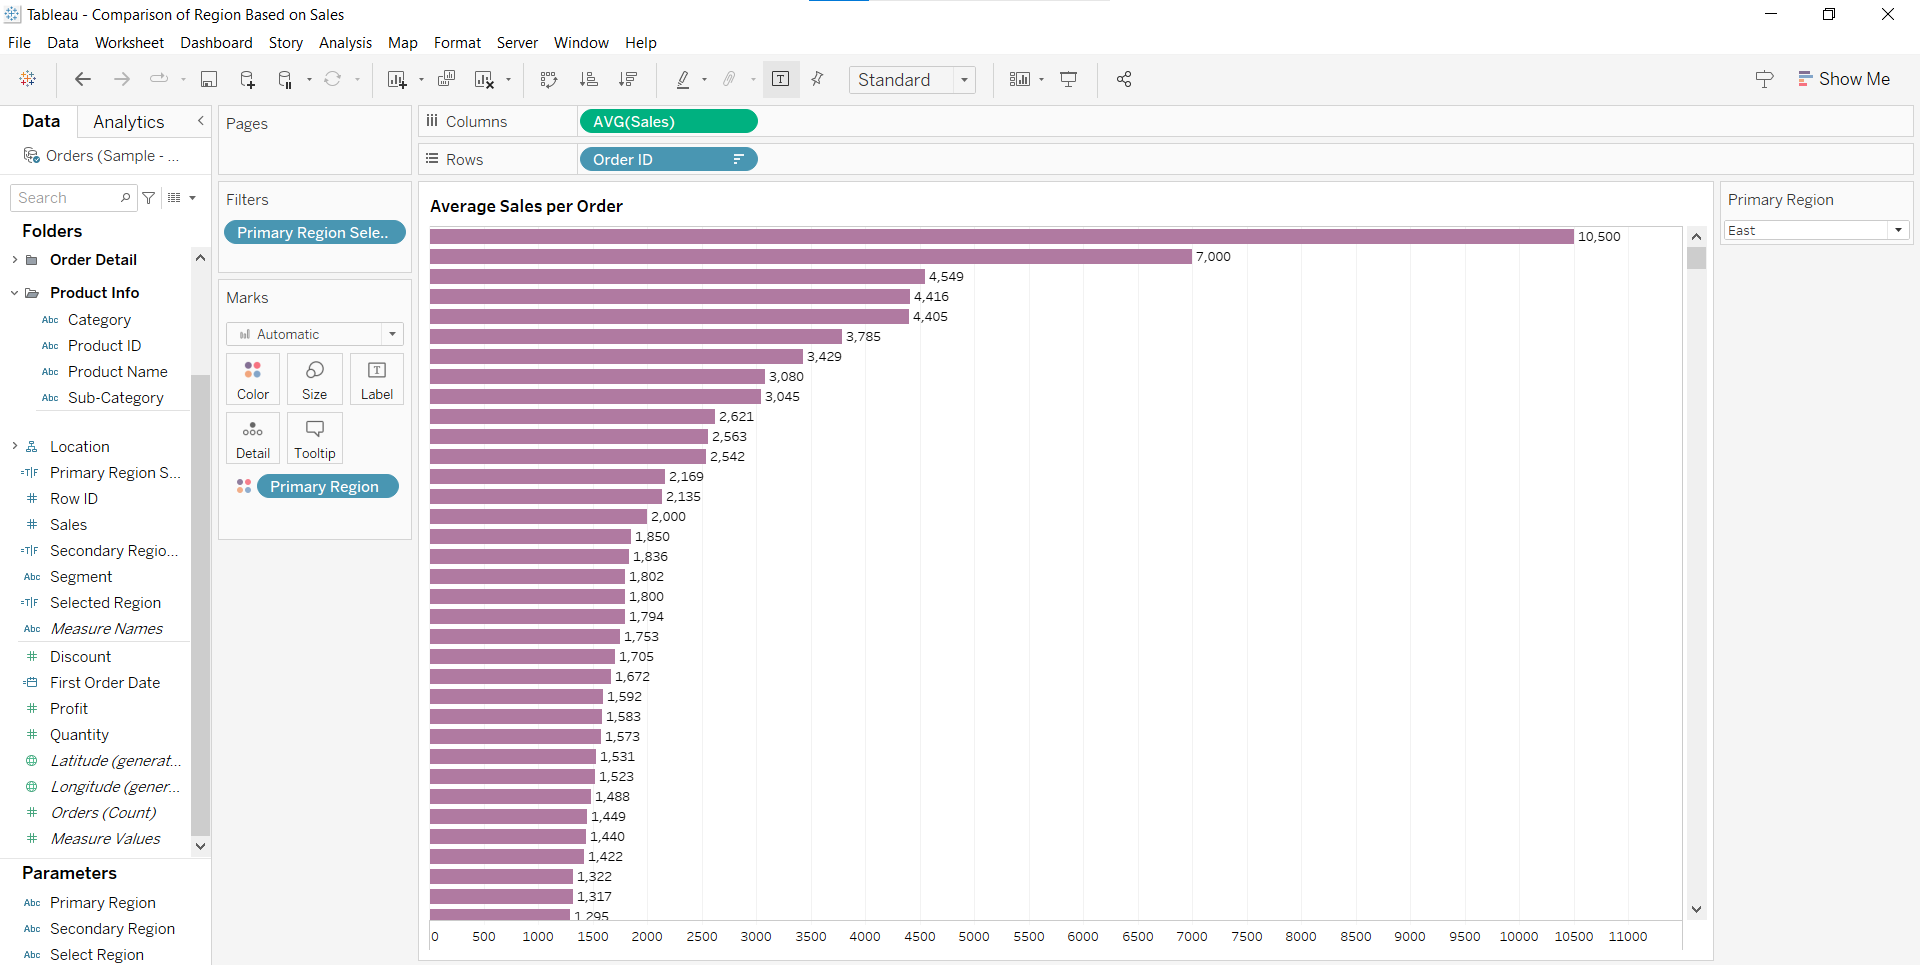 Tableau - Comparison of Region Based on Sales
File Data Worksheet Dashboard Story Analysis Map Format Server Window Help
Standard
Show Me
Data Analytics
Orders (Sample - ...
Search
Folders
Order Detail
Product Info
Abc Category
Abc Product ID
Abc Product Name
Abc Sub-Category
Location
=T|F Primary Region S...
# Row ID
# Sales
=T|F Secondary Regio...
Abc Segment
=T|F Selected Region
Abc Measure Names
# Discount
First Order Date
# Profit
# Quantity
Latitude (generat...
Longitude (gener...
# Orders (Count)
# Measure Values
Parameters
Abc Primary Region
Abc Secondary Region
Abc Select Region
Pages
Filters
Primary Region Sele..
Marks
Automatic
Color Size Label
Detail Tooltip
Primary Region
Columns AVG(Sales)
Rows Order ID
Average Sales per Order
10,500
7,000
4,549
4,416
4,405
3,785
3,429
3,080
3,045
2,621
2,563
2,542
2,169
2,135
2,000
1,850
1,836
1,802
1,800
1,794
1,753
1,705
1,672
1,592
1,583
1,573
1,531
1,523
1,488
1,449
1,440
1,422
1,322
1,317
1,295
0 500 1000 1500 2000 2500 3000 3500 4000 4500 5000 5500 6000 6500 7000 7500 8000 8500 9000 9500 10000 10500 11000
Primary Region
East